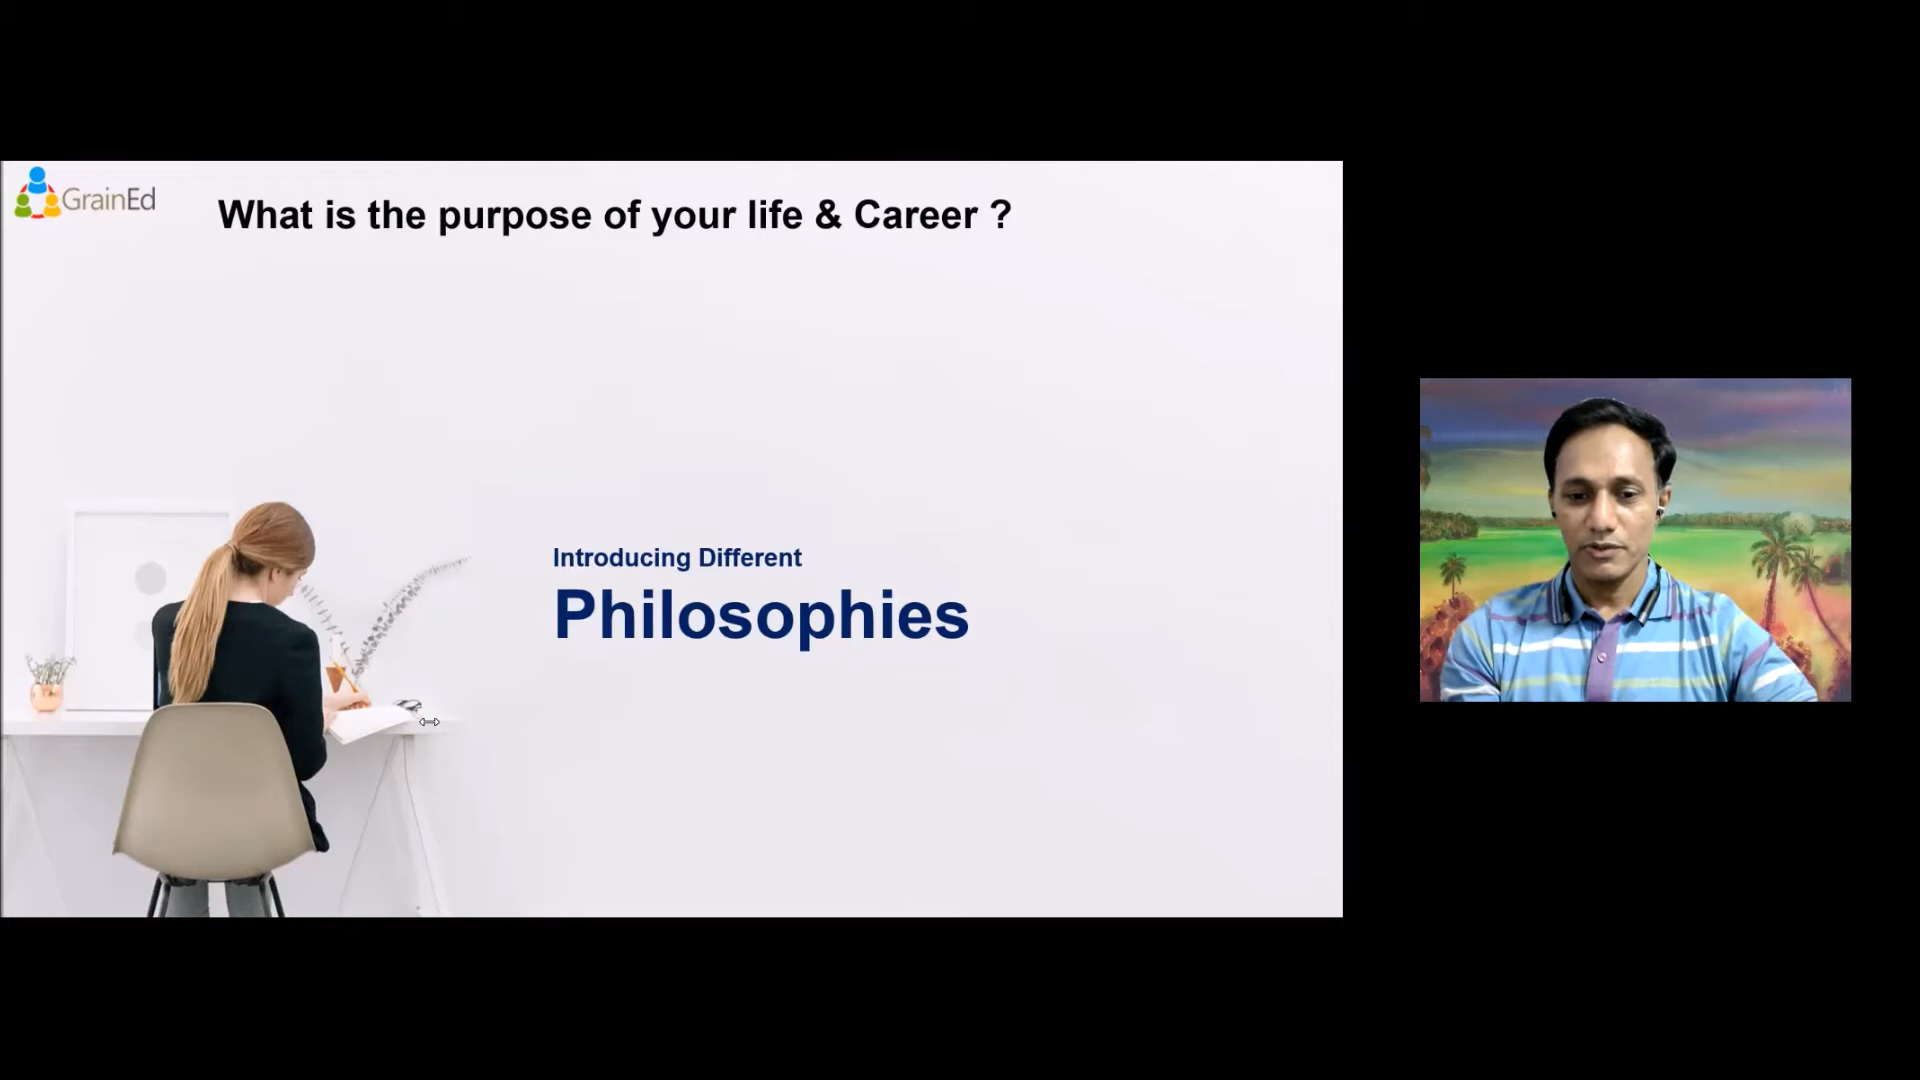 GrainEd
What is the purpose of your life & Career ?
Introducing Different
Philosophies